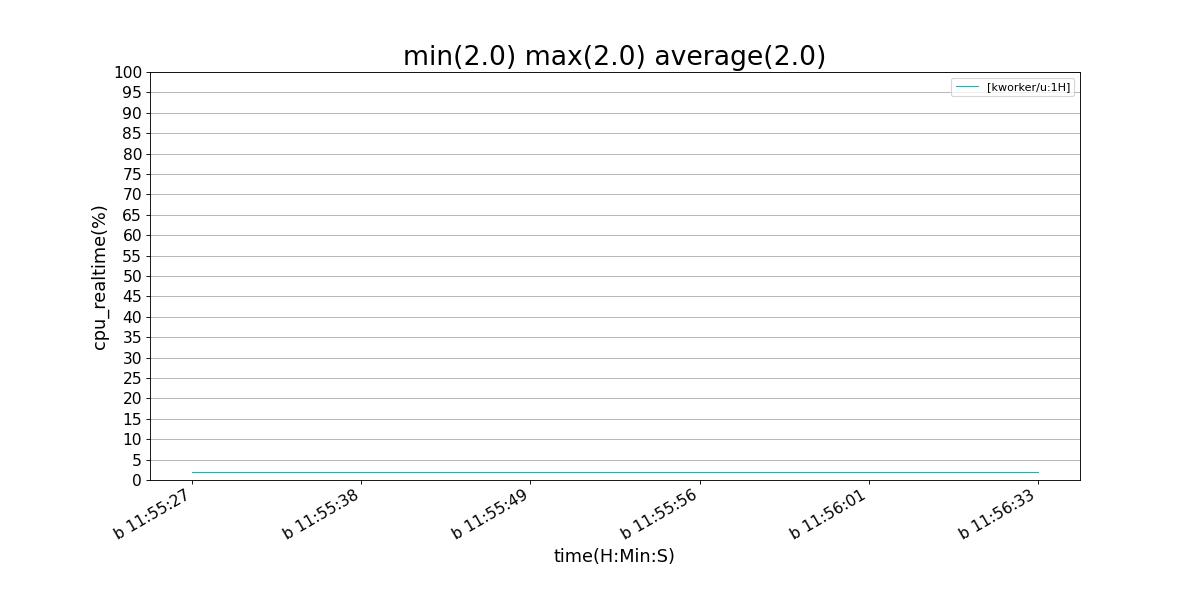 min(2.0) max(2.0) average(2.0)
[kworker/u:1H]
cpu_realtime(%)
100
95
90
85
80
75
70
65
60
55
50
45
40
35
30
25
20
15
10
5
0
b 11:55:27
b 11:55:38
b 11:55:49
b 11:55:56
b 11:56:01
b 11:56:33
time(H:Min:S)